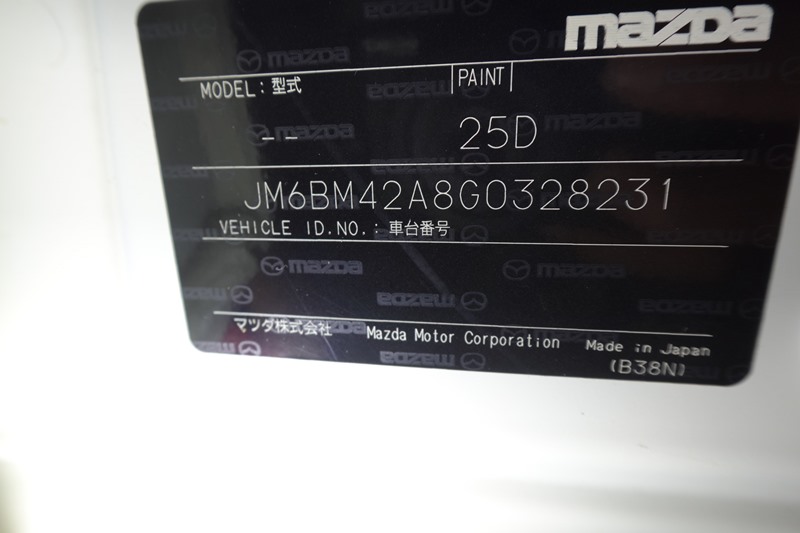 mazda
MODEL : 型式 PAINT
-- 25D
JM6BM42A8G0328231
VEHICLE ID.NO. : 車台番号
マツダ株式会社 Mazda Motor Corporation Made in Japan
(B38N)